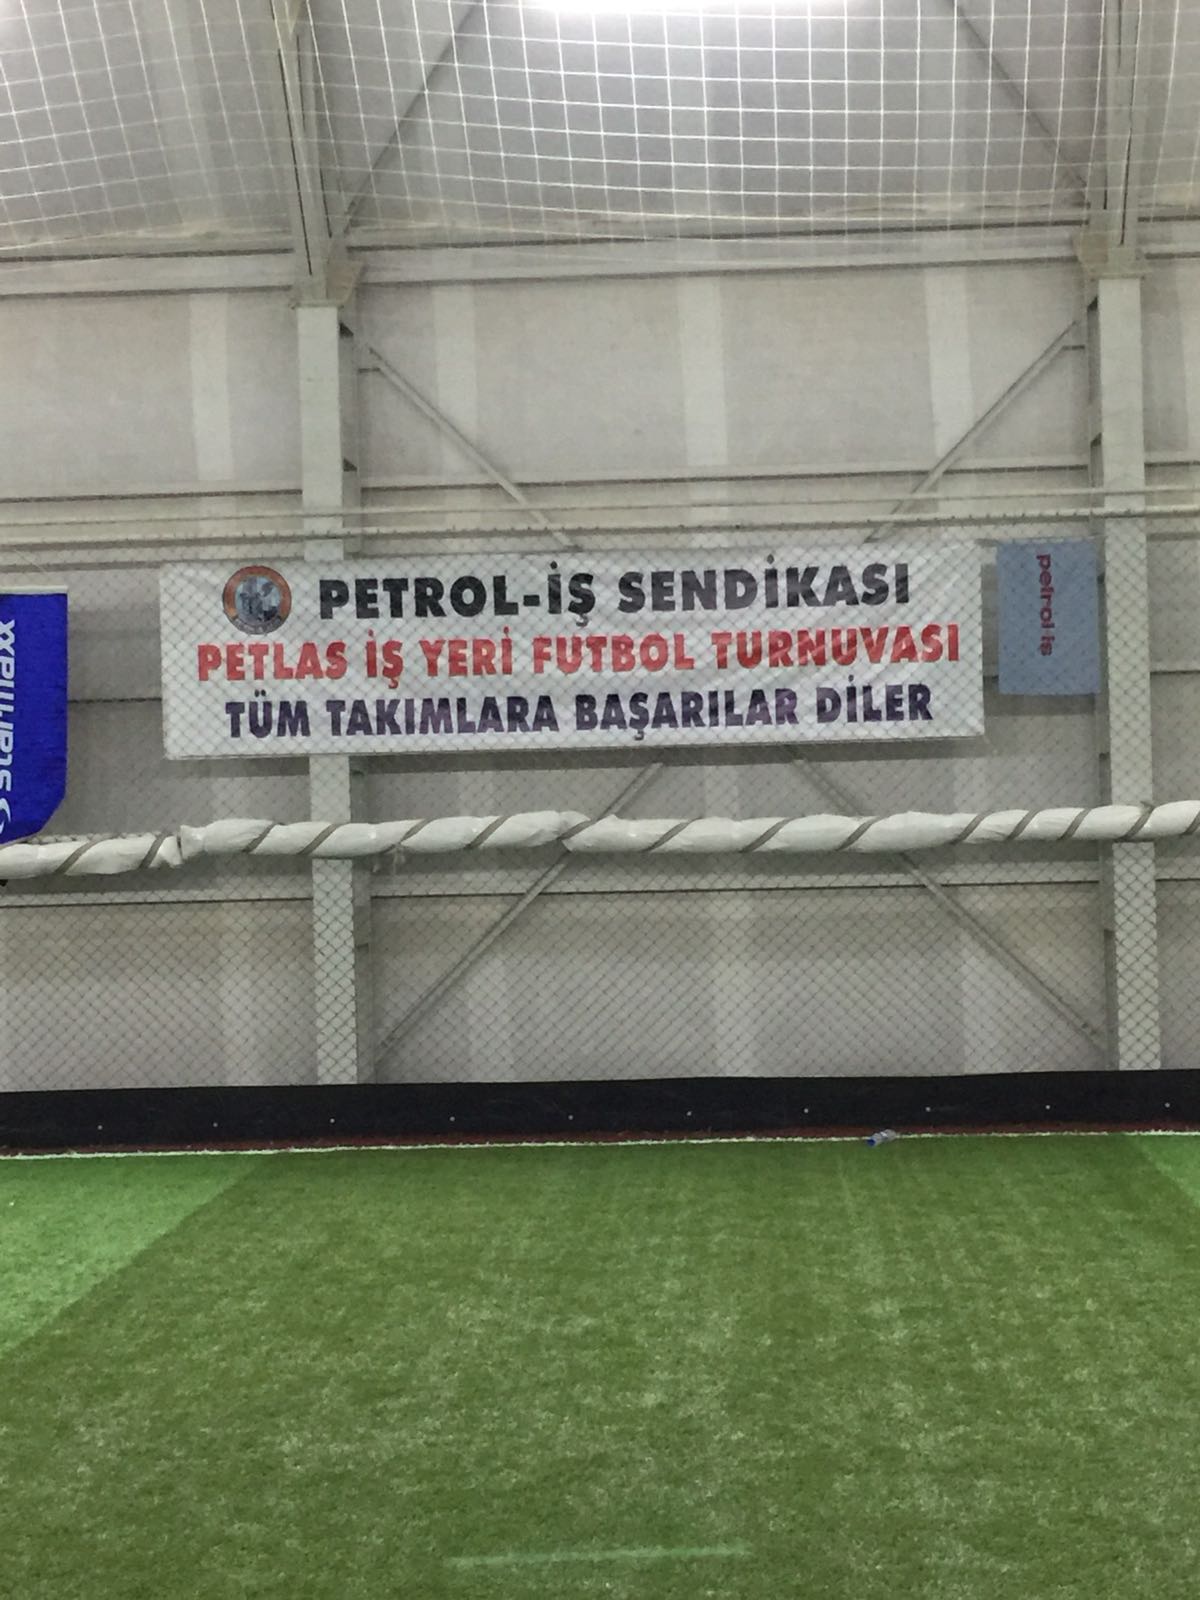 PETROL-İŞ SENDİKASI
PETLAS İŞ YERİ FUTBOL TURNUVASI
TÜM TAKIMLARA BAŞARILAR DİLER
petrol iş